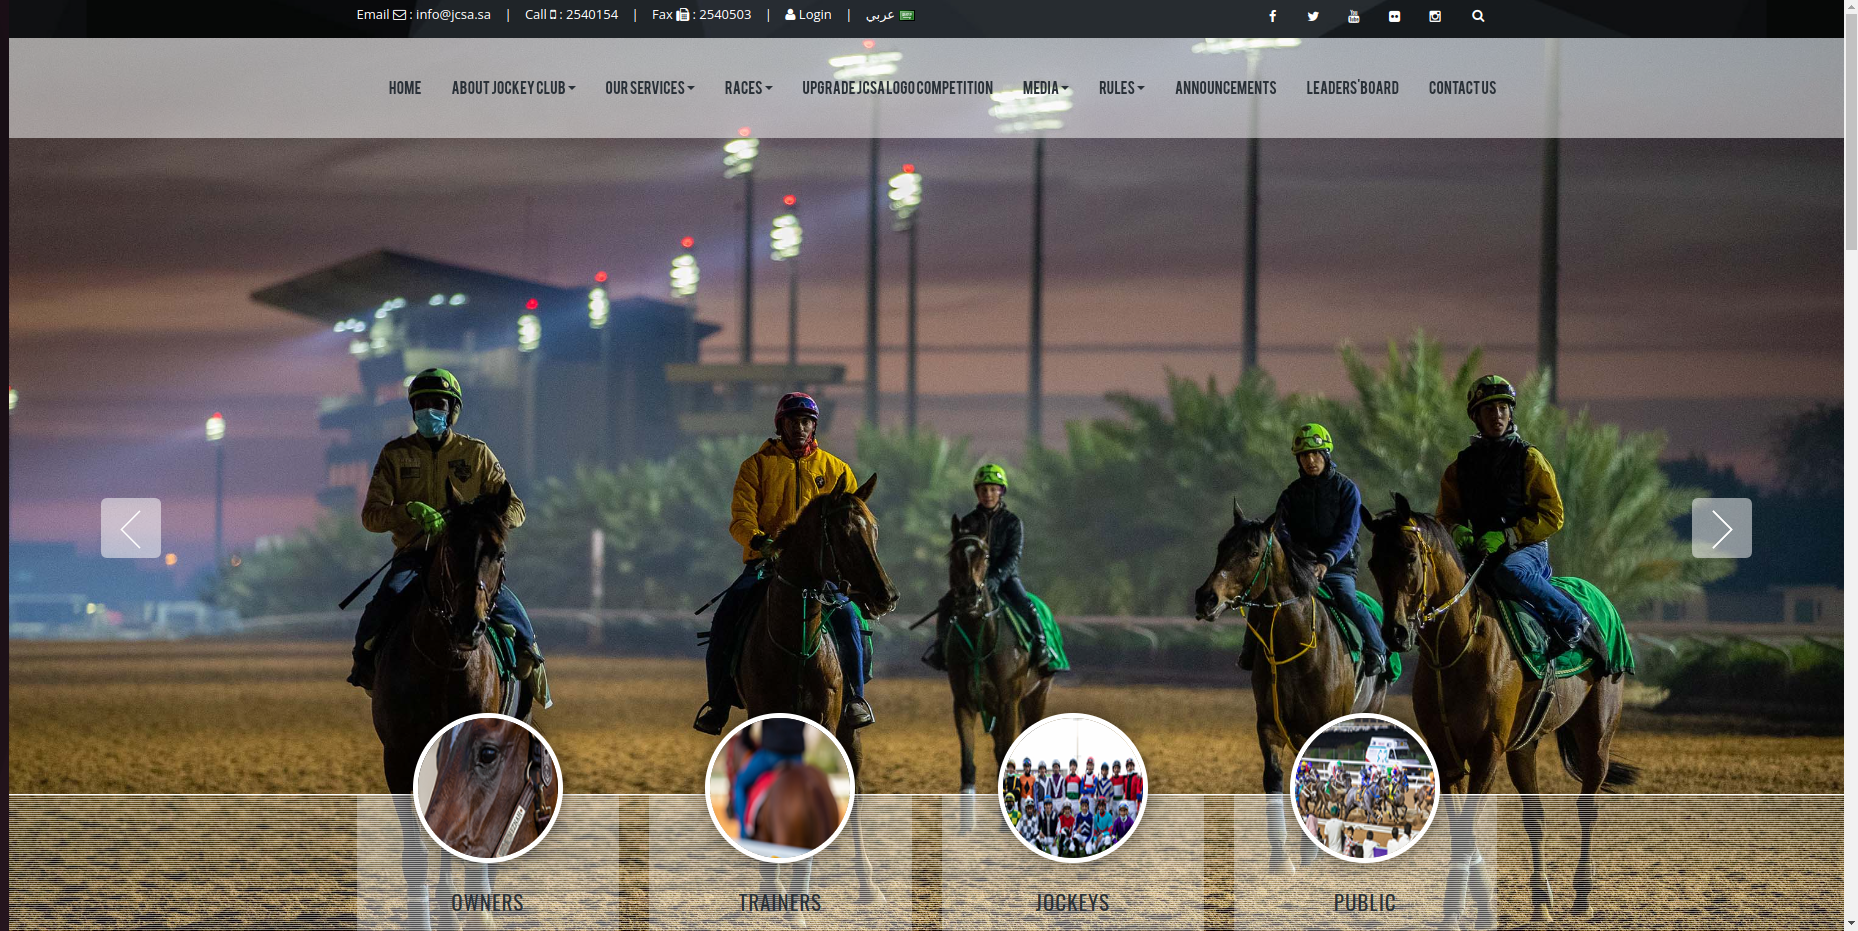 Email : info@jcsa.sa | Call : 2540154 | Fax : 2540503 | Login | عربي
HOME ABOUT JOCKEY CLUB OUR SERVICES RACES UPGRADE JCSA LOGO COMPETITION MEDIA RULES ANNOUNCEMENTS LEADERS'BOARD CONTACT US
OWNERS TRAINERS JOCKEYS PUBLIC